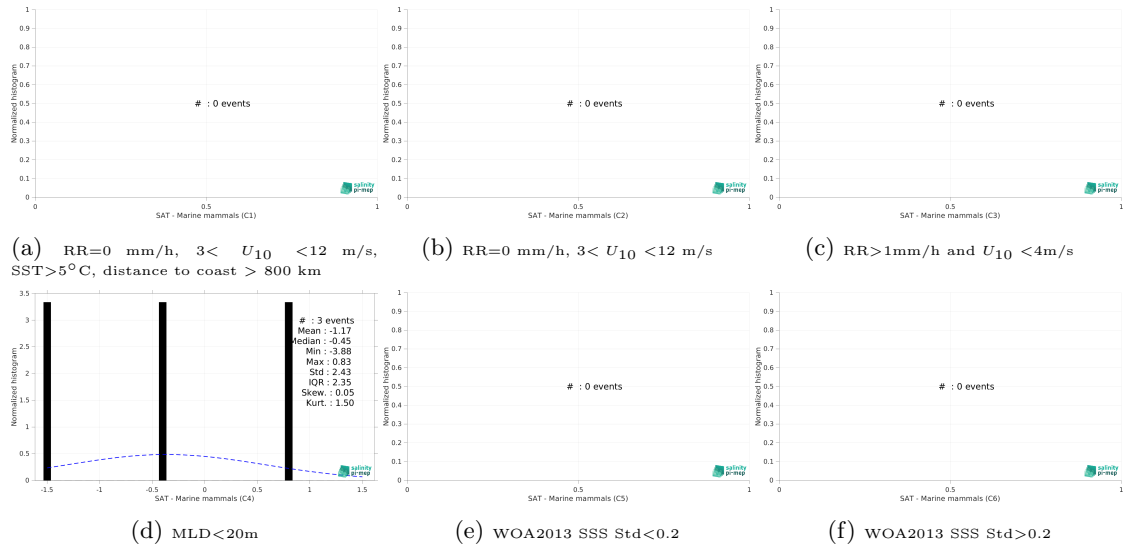 1
0.9
0.8
0.7
0.6
0.5
0.4
0.3
0.2
0.1
0
Normalized histogram
# : 0 events
salinity
pi-mep
0 0.5 1
SAT - Marine mammals (C1)
(a) RR=0 mm/h, 3< U10 <12 m/s,
SST>5°C, distance to coast > 800 km
1
0.9
0.8
0.7
0.6
0.5
0.4
0.3
0.2
0.1
0
Normalized histogram
# : 0 events
salinity
pi-mep
0 0.5 1
SAT - Marine mammals (C2)
(b) RR=0 mm/h, 3< U10 <12 m/s
1
0.9
0.8
0.7
0.6
0.5
0.4
0.3
0.2
0.1
0
Normalized histogram
# : 0 events
salinity
pi-mep
0 0.5 1
SAT - Marine mammals (C3)
(c) RR>1mm/h and U10 <4m/s
3.5
3
2.5
2
1.5
1
0.5
0
Normalized histogram
# : 3 events
Mean : -1.17
Median : -0.45
Min : -3.88
Max : 0.83
Std : 2.43
IQR : 2.35
Skew. : 0.05
Kurt. : 1.50
salinity
pi-mep
-1.5 -1 -0.5 0 0.5 1 1.5
SAT - Marine mammals (C4)
(d) MLD<20m
1
0.9
0.8
0.7
0.6
0.5
0.4
0.3
0.2
0.1
0
Normalized histogram
# : 0 events
salinity
pi-mep
0 0.5 1
SAT - Marine mammals (C5)
(e) WOA2013 SSS Std<0.2
1
0.9
0.8
0.7
0.6
0.5
0.4
0.3
0.2
0.1
0
Normalized histogram
# : 0 events
salinity
pi-mep
0 0.5 1
SAT - Marine mammals (C6)
(f) WOA2013 SSS Std>0.2